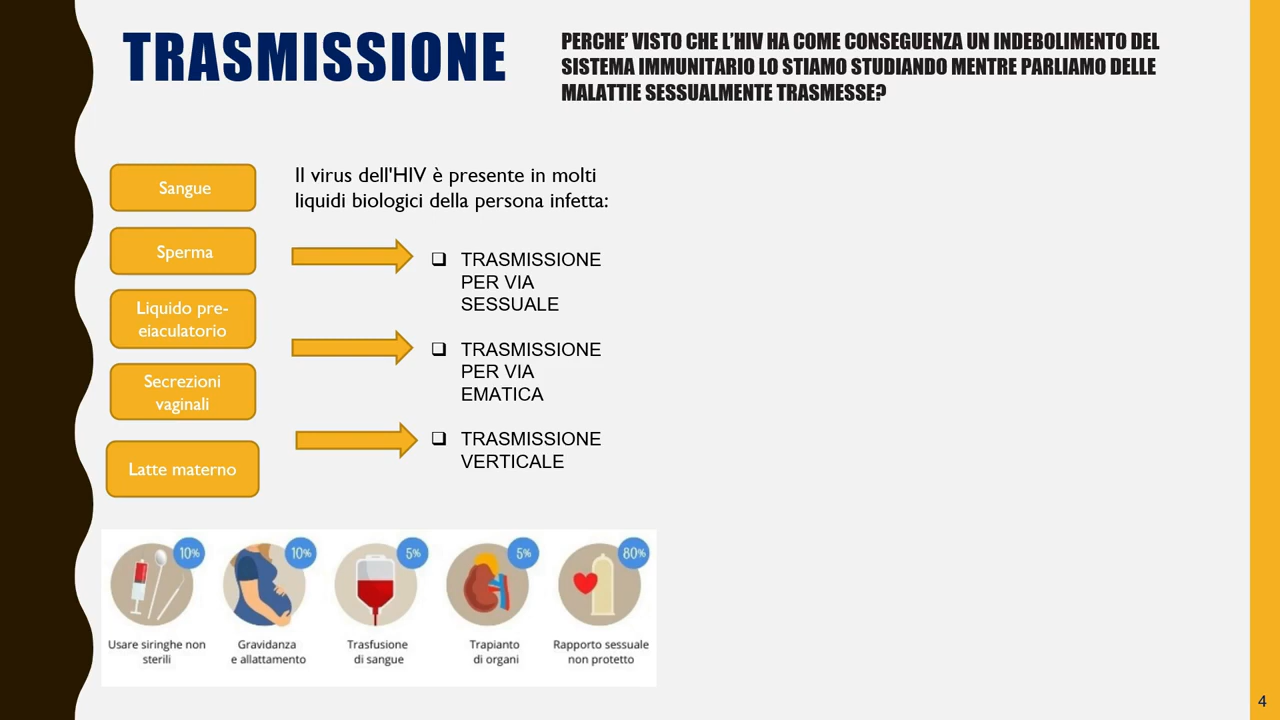 TRASMISSIONE
PERCHE’ VISTO CHE L’HIV HA COME CONSEGUENZA UN INDEBOLIMENTO DEL
SISTEMA IMMUNITARIO LO STIAMO STUDIANDO MENTRE PARLIAMO DELLE
MALATTIE SESSUALMENTE TRASMESSE?
Sangue
Sperma
Liquido pre-
eiaculatorio
Secrezioni
vaginali
Latte materno
Il virus dell'HIV è presente in molti
liquidi biologici della persona infetta:
TRASMISSIONE
PER VIA
SESSUALE
TRASMISSIONE
PER VIA
EMATICA
TRASMISSIONE
VERTICALE
10%
Usare siringhe non
sterili
10%
Gravidanza
e allattamento
5%
Trasfusione
di sangue
5%
Trapianto
di organi
80%
Rapporto sessuale
non protetto
4